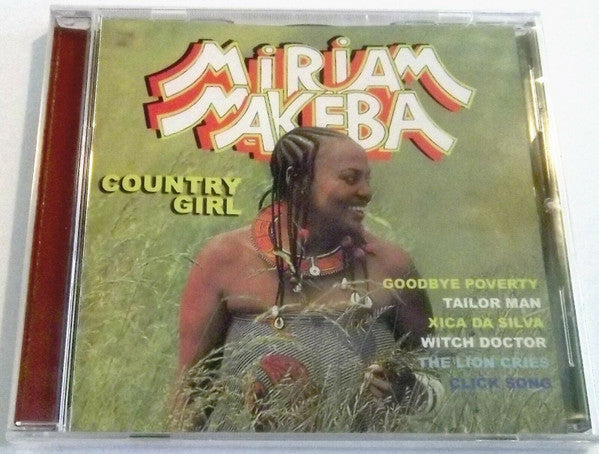 MiRiAM
MAKEBA
COUNTRY
GIRL
GOODBYE POVERTY
TAILOR MAN
XICA DA SILVA
WITCH DOCTOR
THE LION CRIES
CLICK SONG